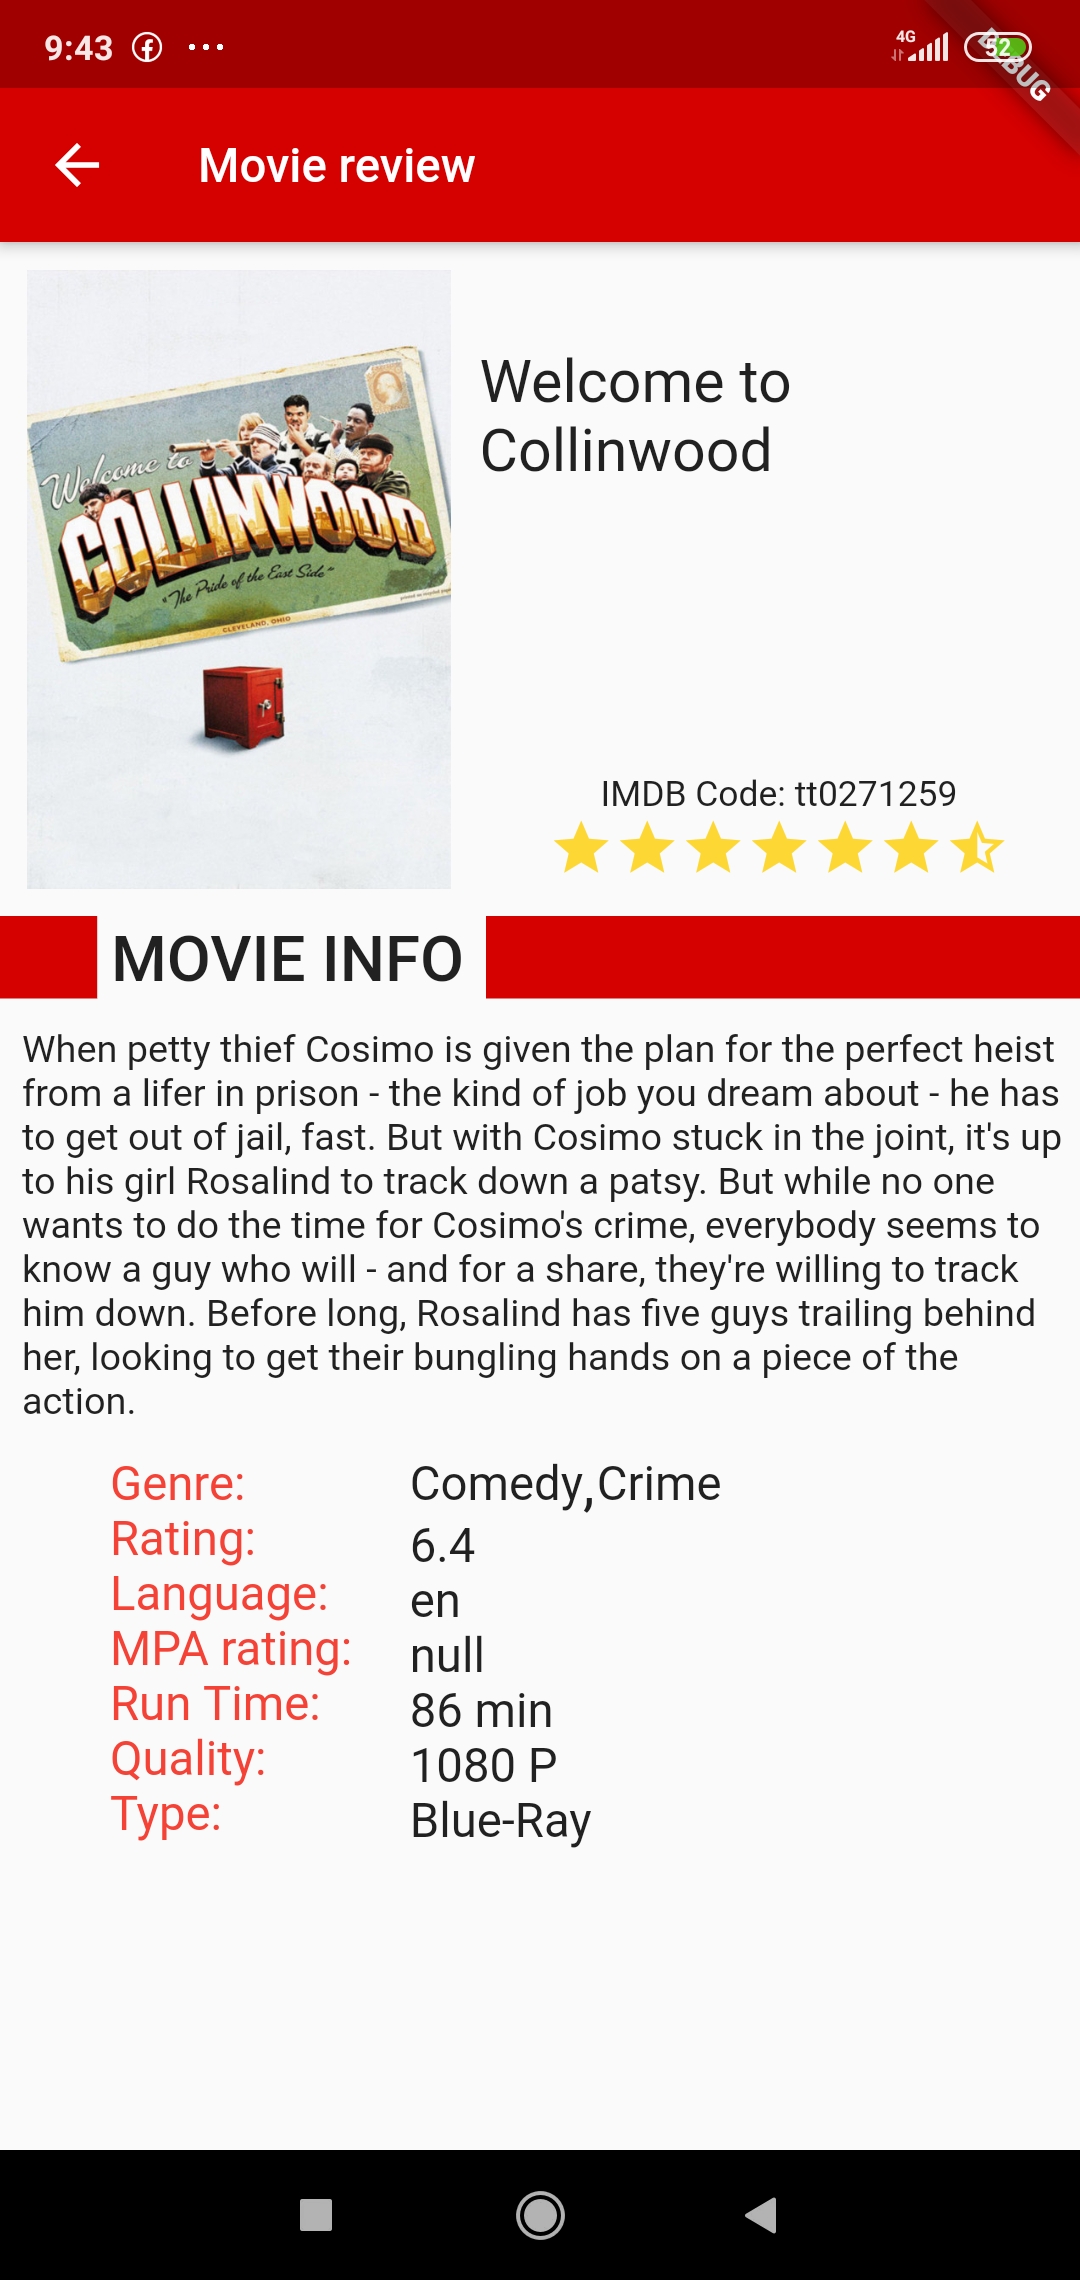 9:43
4G
52
DEBUG
Movie review
Welcome to
COLLINWOOD
"The Pride of the East Side"
CLEVELAND, OHIO
Welcome to
Collinwood
IMDB Code: tt0271259
MOVIE INFO
When petty thief Cosimo is given the plan for the perfect heist
from a lifer in prison - the kind of job you dream about - he has
to get out of jail, fast. But with Cosimo stuck in the joint, it's up
to his girl Rosalind to track down a patsy. But while no one
wants to do the time for Cosimo's crime, everybody seems to
know a guy who will - and for a share, they're willing to track
him down. Before long, Rosalind has five guys trailing behind
her, looking to get their bungling hands on a piece of the
action.
Genre: Comedy,Crime
Rating: 6.4
Language: en
MPA rating: null
Run Time: 86 min
Quality: 1080 P
Type: Blue-Ray